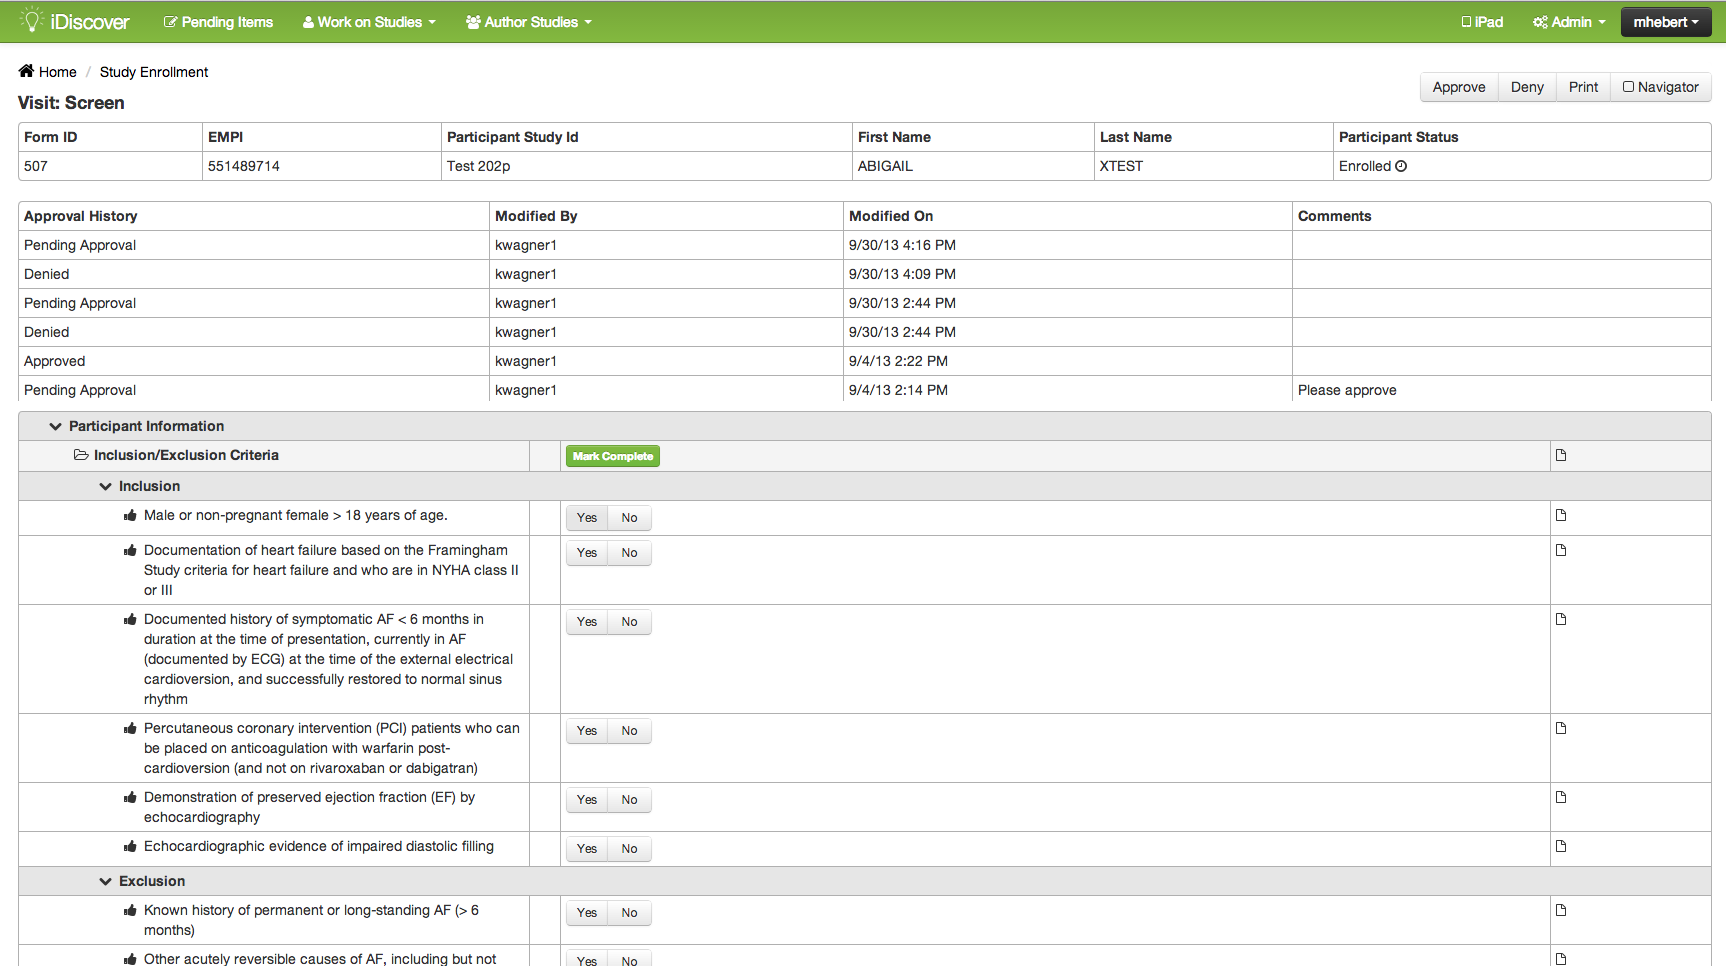 iDiscover Pending Items Work on Studies Author Studies iPad Admin mhebert
Home / Study Enrollment
Visit: Screen
Approve Deny Print Navigator
Form ID EMPI Participant Study Id First Name Last Name Participant Status
507 551489714 Test 202p ABIGAIL XTEST Enrolled
Approval History Modified By Modified On Comments
Pending Approval kwagner1 9/30/13 4:16 PM
Denied kwagner1 9/30/13 4:09 PM
Pending Approval kwagner1 9/30/13 2:44 PM
Denied kwagner1 9/30/13 2:44 PM
Approved kwagner1 9/4/13 2:22 PM
Pending Approval kwagner1 9/4/13 2:14 PM Please approve
Participant Information
Inclusion/Exclusion Criteria Mark Complete
Inclusion
Male or non-pregnant female > 18 years of age. Yes No
Documentation of heart failure based on the Framingham Yes No
Study criteria for heart failure and who are in NYHA class II
or III
Documented history of symptomatic AF < 6 months in Yes No
duration at the time of presentation, currently in AF
(documented by ECG) at the time of the external electrical
cardioversion, and successfully restored to normal sinus
rhythm
Percutaneous coronary intervention (PCI) patients who can Yes No
be placed on anticoagulation with warfarin post-
cardioversion (and not on rivaroxaban or dabigatran)
Demonstration of preserved ejection fraction (EF) by Yes No
echocardiography
Echocardiographic evidence of impaired diastolic filling Yes No
Exclusion
Known history of permanent or long-standing AF (> 6 Yes No
months)
Other acutely reversible causes of AF, including but not Yes No